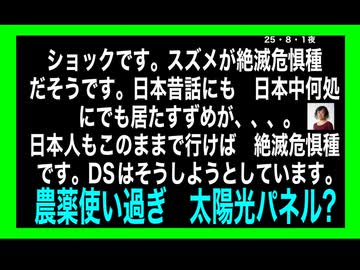 25・8・1夜
ショックです。スズメが絶滅危惧種
だそうです。日本昔話にも　日本中何処
にでも居たすずめが、、、。
日本人もこのままで行けば　絶滅危惧種
です。DSはそうしようとしています。
農薬使い過ぎ　太陽光パネル?